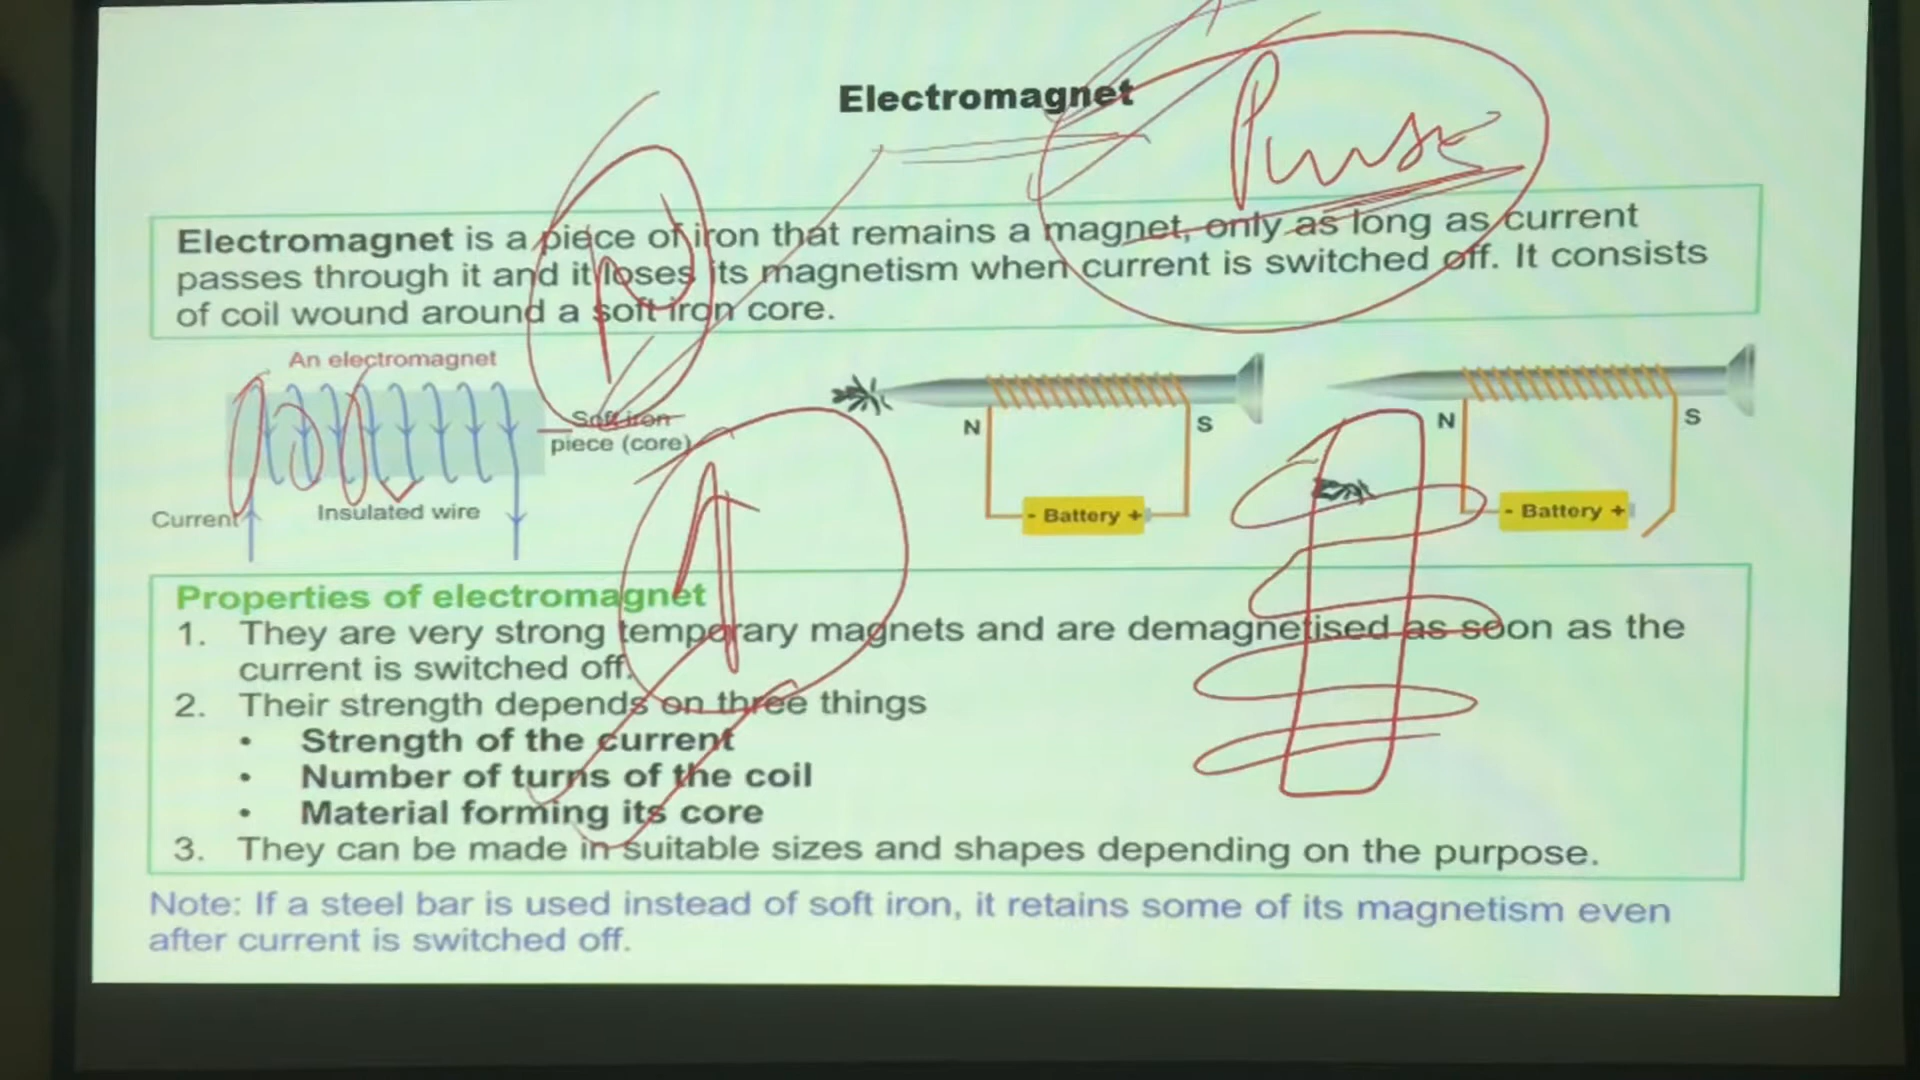 Electromagnet
Electromagnet is a piece of iron that remains a magnet, only as long as current
passes through it and it loses its magnetism when current is switched off. It consists
of coil wound around a soft iron core.
An electromagnet
Soft iron
piece (core)
Current
Insulated wire
N
S
- Battery +
N
S
- Battery +
Properties of electromagnet
1. They are very strong temporary magnets and are demagnetised as soon as the
current is switched off.
2. Their strength depends on three things
• Strength of the current
• Number of turns of the coil
• Material forming its core
3. They can be made in suitable sizes and shapes depending on the purpose.
Note: If a steel bar is used instead of soft iron, it retains some of its magnetism even
after current is switched off.